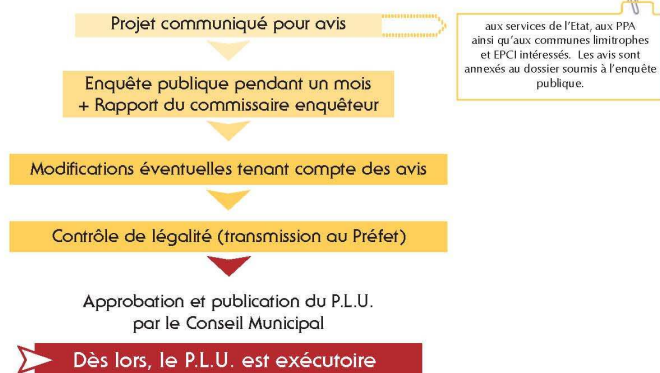 Projet communiqué pour avis
aux services de l'Etat, aux PPA
ainsi qu'aux communes limitrophes
et EPCI intéressés. Les avis sont
annexés au dossier soumis à l'enquête
publique.
Enquête publique pendant un mois
+ Rapport du commissaire enquêteur
Modifications éventuelles tenant compte des avis
Contrôle de légalité (transmission au Préfet)
Approbation et publication du P.L.U.
par le Conseil Municipal
Dès lors, le P.L.U. est exécutoire